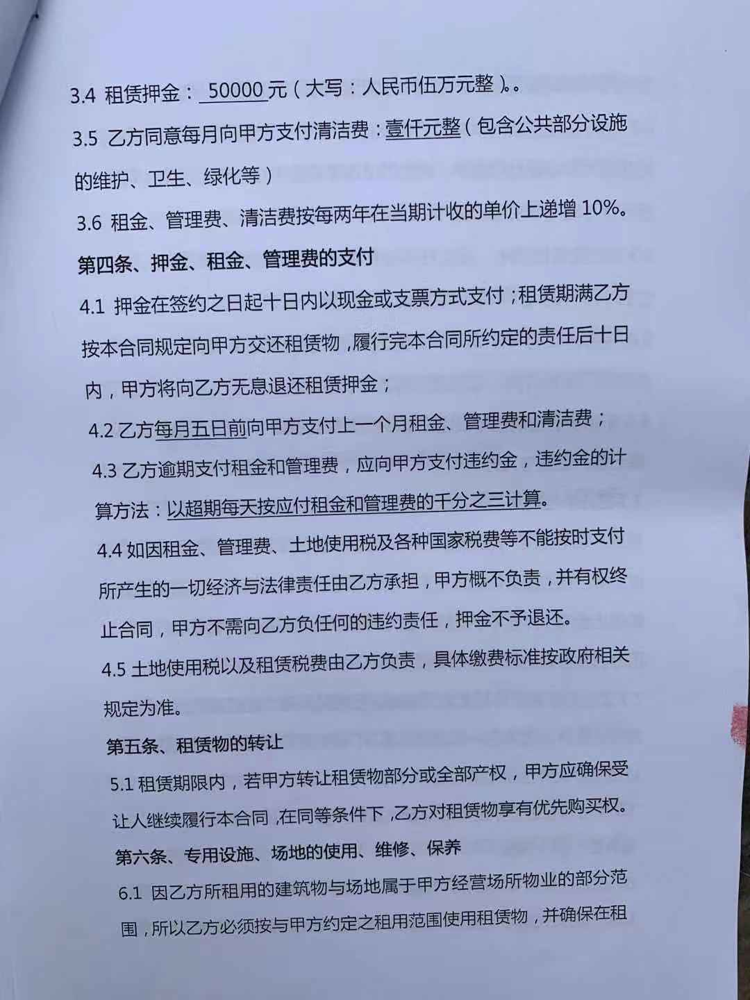 3.4 租赁押金：50000元（大写：人民币伍万元整）。。
3.5 乙方同意每月向甲方支付清洁费：壹仟元整（包含公共部分设施
的维护、卫生、绿化等）
3.6 租金、管理费、清洁费按每两年在当期计收的单价上递增10%。
第四条、押金、租金、管理费的支付
4.1 押金在签约之日起十日内以现金或支票方式支付；租赁期满乙方
按本合同规定向甲方交还租赁物，履行完本合同所约定的责任后十日
内，甲方将向乙方无息退还租赁押金；
4.2乙方每月五日前向甲方支付上一个月租金、管理费和清洁费；
4.3乙方逾期支付租金和管理费，应向甲方支付违约金，违约金的计
算方法：以超期每天按应付租金和管理费的千分之三计算。
4.4如因租金、管理费、土地使用税及各种国家税费等不能按时支付
所产生的一切经济与法律责任由乙方承担，甲方概不负责，并有权终
止合同，甲方不需向乙方负任何的违约责任，押金不予退还。
4.5土地使用税以及租赁税费由乙方负责，具体缴费标准按政府相关
规定为准。
第五条、租赁物的转让
5.1租赁期限内，若甲方转让租赁物部分或全部产权，甲方应确保受
让人继续履行本合同，在同等条件下，乙方对租赁物享有优先购买权。
第六条、专用设施、场地的使用、维修、保养
6.1 因乙方所租用的建筑物与场地属于甲方经营场所物业的部分范
围，所以乙方必须按与甲方约定之租用范围使用租赁物，并确保在租